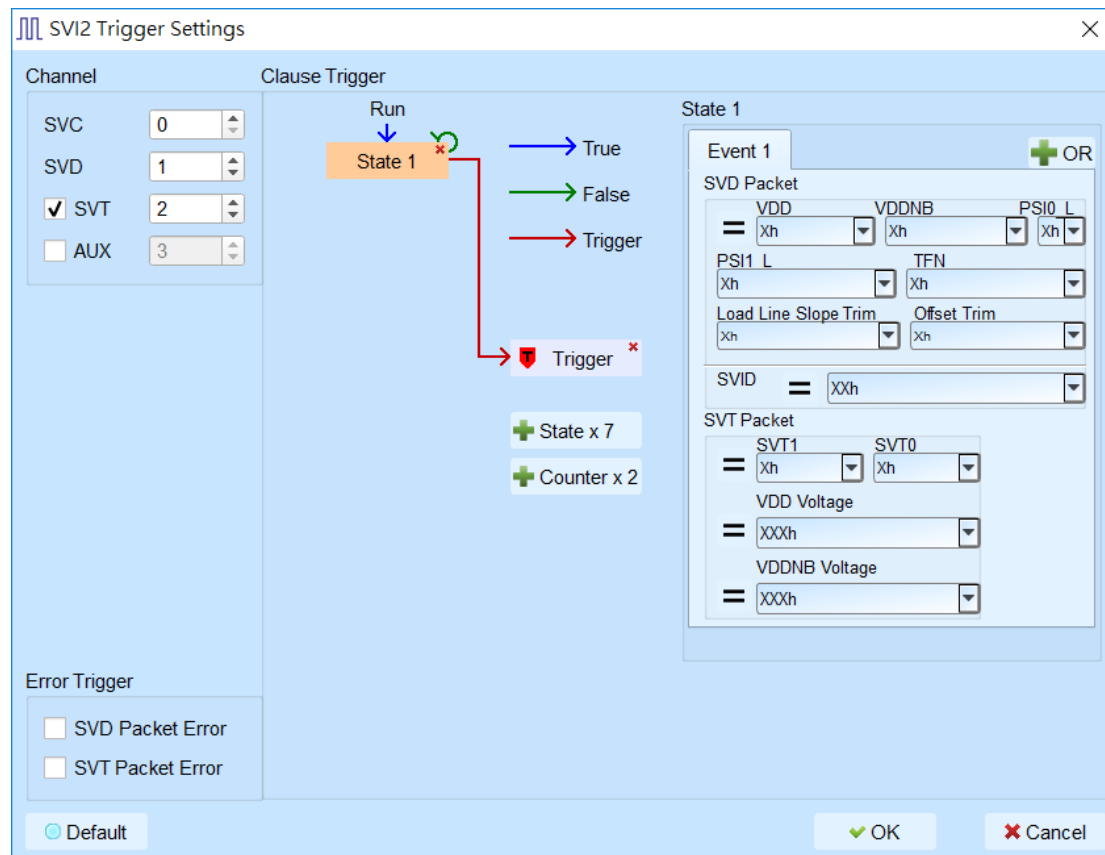 SVI2 Trigger Settings
Channel
Clause Trigger
SVC 0
SVD 1
SVT 2
AUX 3
Run
State 1
True
False
Trigger
T Trigger
State x 7
Counter x 2
State 1
Event 1
OR
SVD Packet
VDD VDDNB PSI0_L
= Xh Xh Xh
PSI1_L TFN
Xh Xh
Load Line Slope Trim Offset Trim
Xh Xh
SVID = XXh
SVT Packet
SVT1 SVT0
= Xh Xh
VDD Voltage
= XXXh
VDDNB Voltage
= XXXh
Error Trigger
SVD Packet Error
SVT Packet Error
Default
OK
Cancel